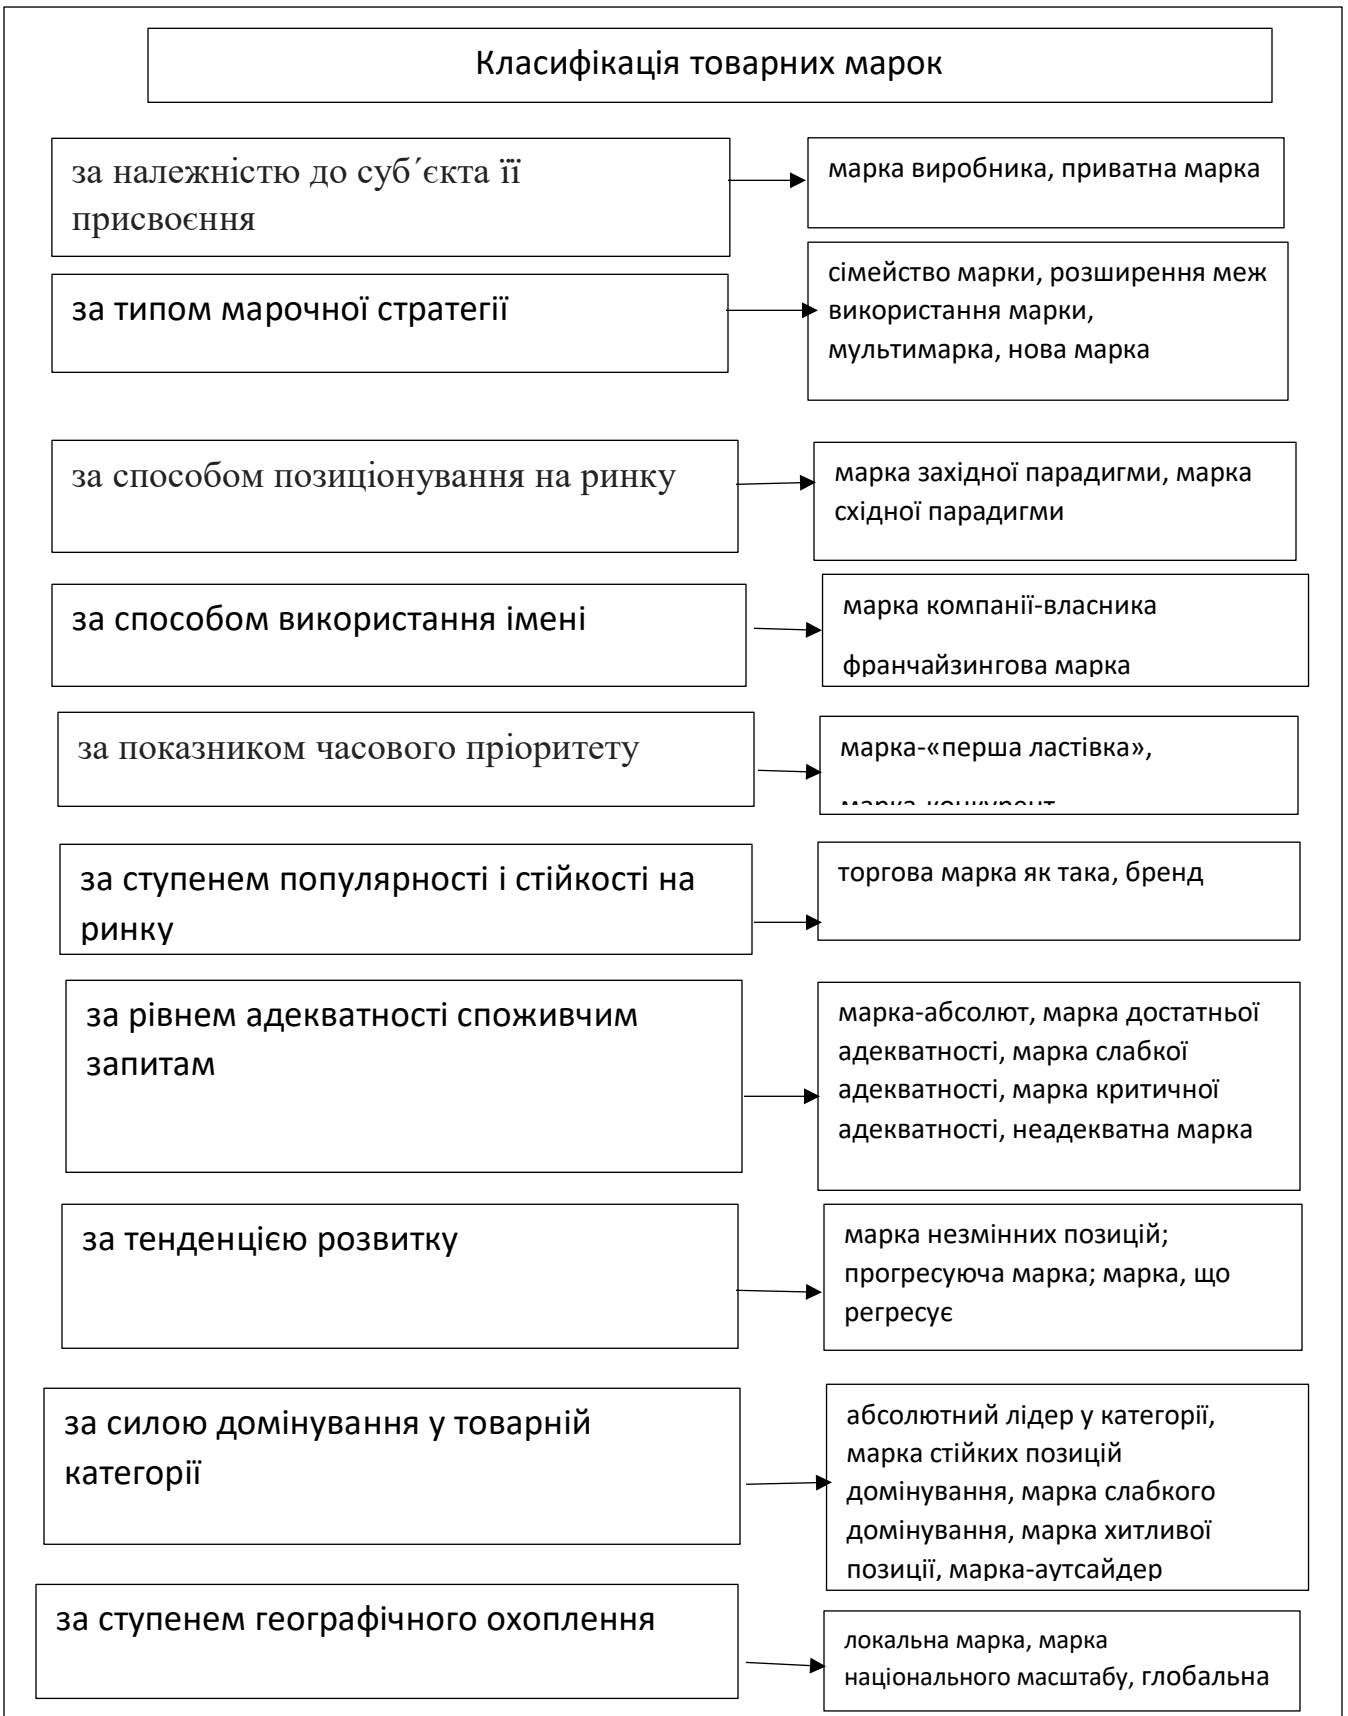 Класифікація товарних марок
за належністю до суб´єкта її
присвоєння
марка виробника, приватна марка
за типом марочної стратегії
сімейство марки, розширення меж
використання марки,
мультимарка, нова марка
за способом позиціонування на ринку
марка західної парадигми, марка
східної парадигми
за способом використання імені
марка компанії-власника
франчайзингова марка
за показником часового пріоритету
марка-«перша ластівка»,
марка-конкурент
за ступенем популярності і стійкості на
ринку
торгова марка як така, бренд
за рівнем адекватності споживчим
запитам
марка-абсолют, марка достатньої
адекватності, марка слабкої
адекватності, марка критичної
адекватності, неадекватна марка
за тенденцією розвитку
марка незмінних позицій;
прогресуюча марка; марка, що
регресує
за силою домінування у товарній
категорії
абсолютний лідер у категорії,
марка стійких позицій
домінування, марка слабкого
домінування, марка хитливої
позиції, марка-аутсайдер
за ступенем географічного охоплення
локальна марка, марка
національного масштабу, глобальна